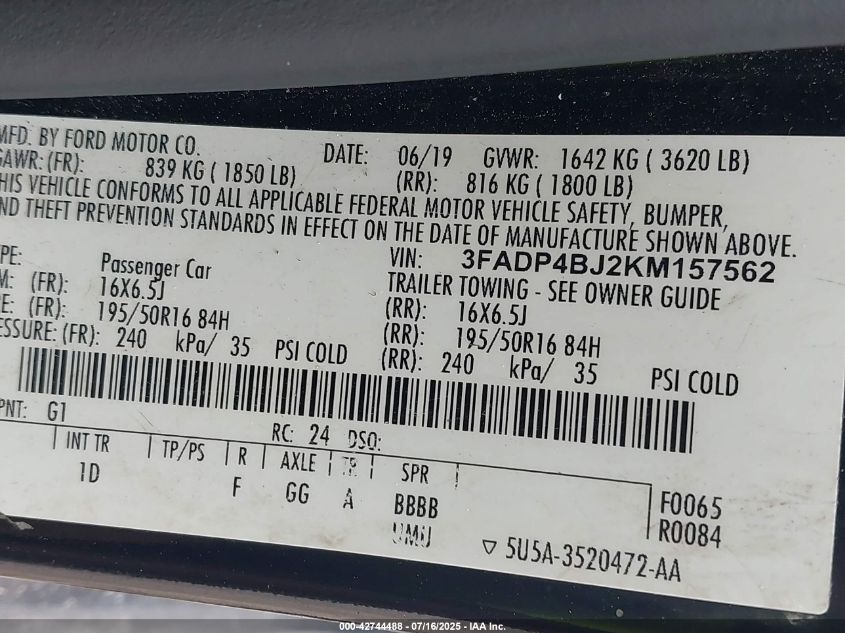 MFD. BY FORD MOTOR CO. DATE: 06/19 GVWR: 1642 KG ( 3620 LB)
GAWR: (FR): 839 KG ( 1850 LB) (RR): 816 KG ( 1800 LB)
THIS VEHICLE CONFORMS TO ALL APPLICABLE FEDERAL MOTOR VEHICLE SAFETY, BUMPER,
AND THEFT PREVENTION STANDARDS IN EFFECT ON THE DATE OF MANUFACTURE SHOWN ABOVE.
VIN: 3FADP4BJ2KM157562
PE: Passenger Car TRAILER TOWING - SEE OWNER GUIDE
M: (FR): 16X6.5J (RR): 16X6.5J
E: (FR): 195/50R16 84H (RR): 195/50R16 84H
ESSURE: (FR): 240 kPa/ 35 PSI COLD (RR): 240 kPa/ 35 PSI COLD
PNT: G1
RC: 24 DSO:
INT TR TP/PS R AXLE TR SPR
1D F GG A BBBB F0065
UMU R0084
5U5A-3520472-AA
000-42744488 - 07/16/2025 - IAA Inc.